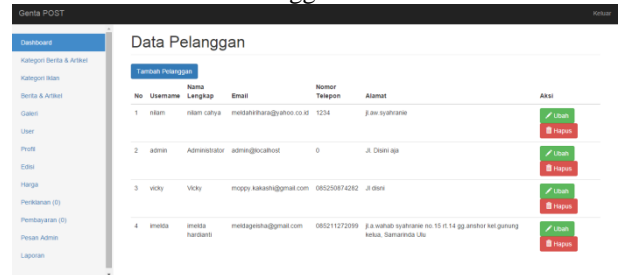 Genta POST Keluar
Dashboard
Kategori Berita & Artikel
Kategori Iklan
Berita & Artikel
Galeri
User
Profil
Edisi
Harga
Periklanan (0)
Pembayaran (0)
Pesan Admin
Laporan
Data Pelanggan
Tambah Pelanggan
No Username Nama Lengkap Email Nomor Telepon Alamat Aksi
1 nilam nilam cahya meldahirihara@yahoo.co.id 1234 jl.aw syahranie
Ubah
Hapus
2 admin Administrator admin@localhost 0 Jl. Disini aja
Ubah
Hapus
3 vicky Vicky moppy.kakashi@gmail.com 085250874282 Jl disni
Ubah
Hapus
4 imelda imelda hardianti meldageisha@gmail.com 085211272099 jl.a.wahab syahranie no.15 rt.14 gg.anshor kel.gunung
kelua, Samarinda Ulu
Ubah
Hapus